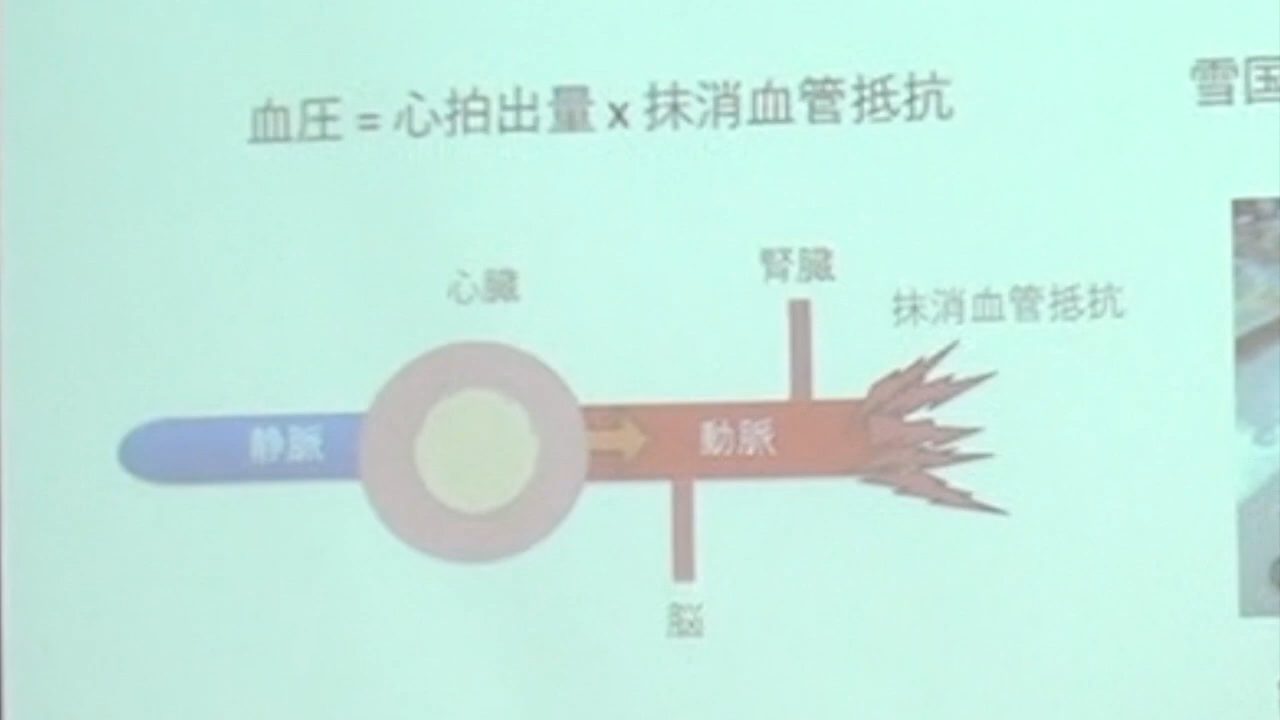 血圧 = 心拍出量 x 抹消血管抵抗
雪国
心臓
腎臓
抹消血管抵抗
静脈
動脈
脳